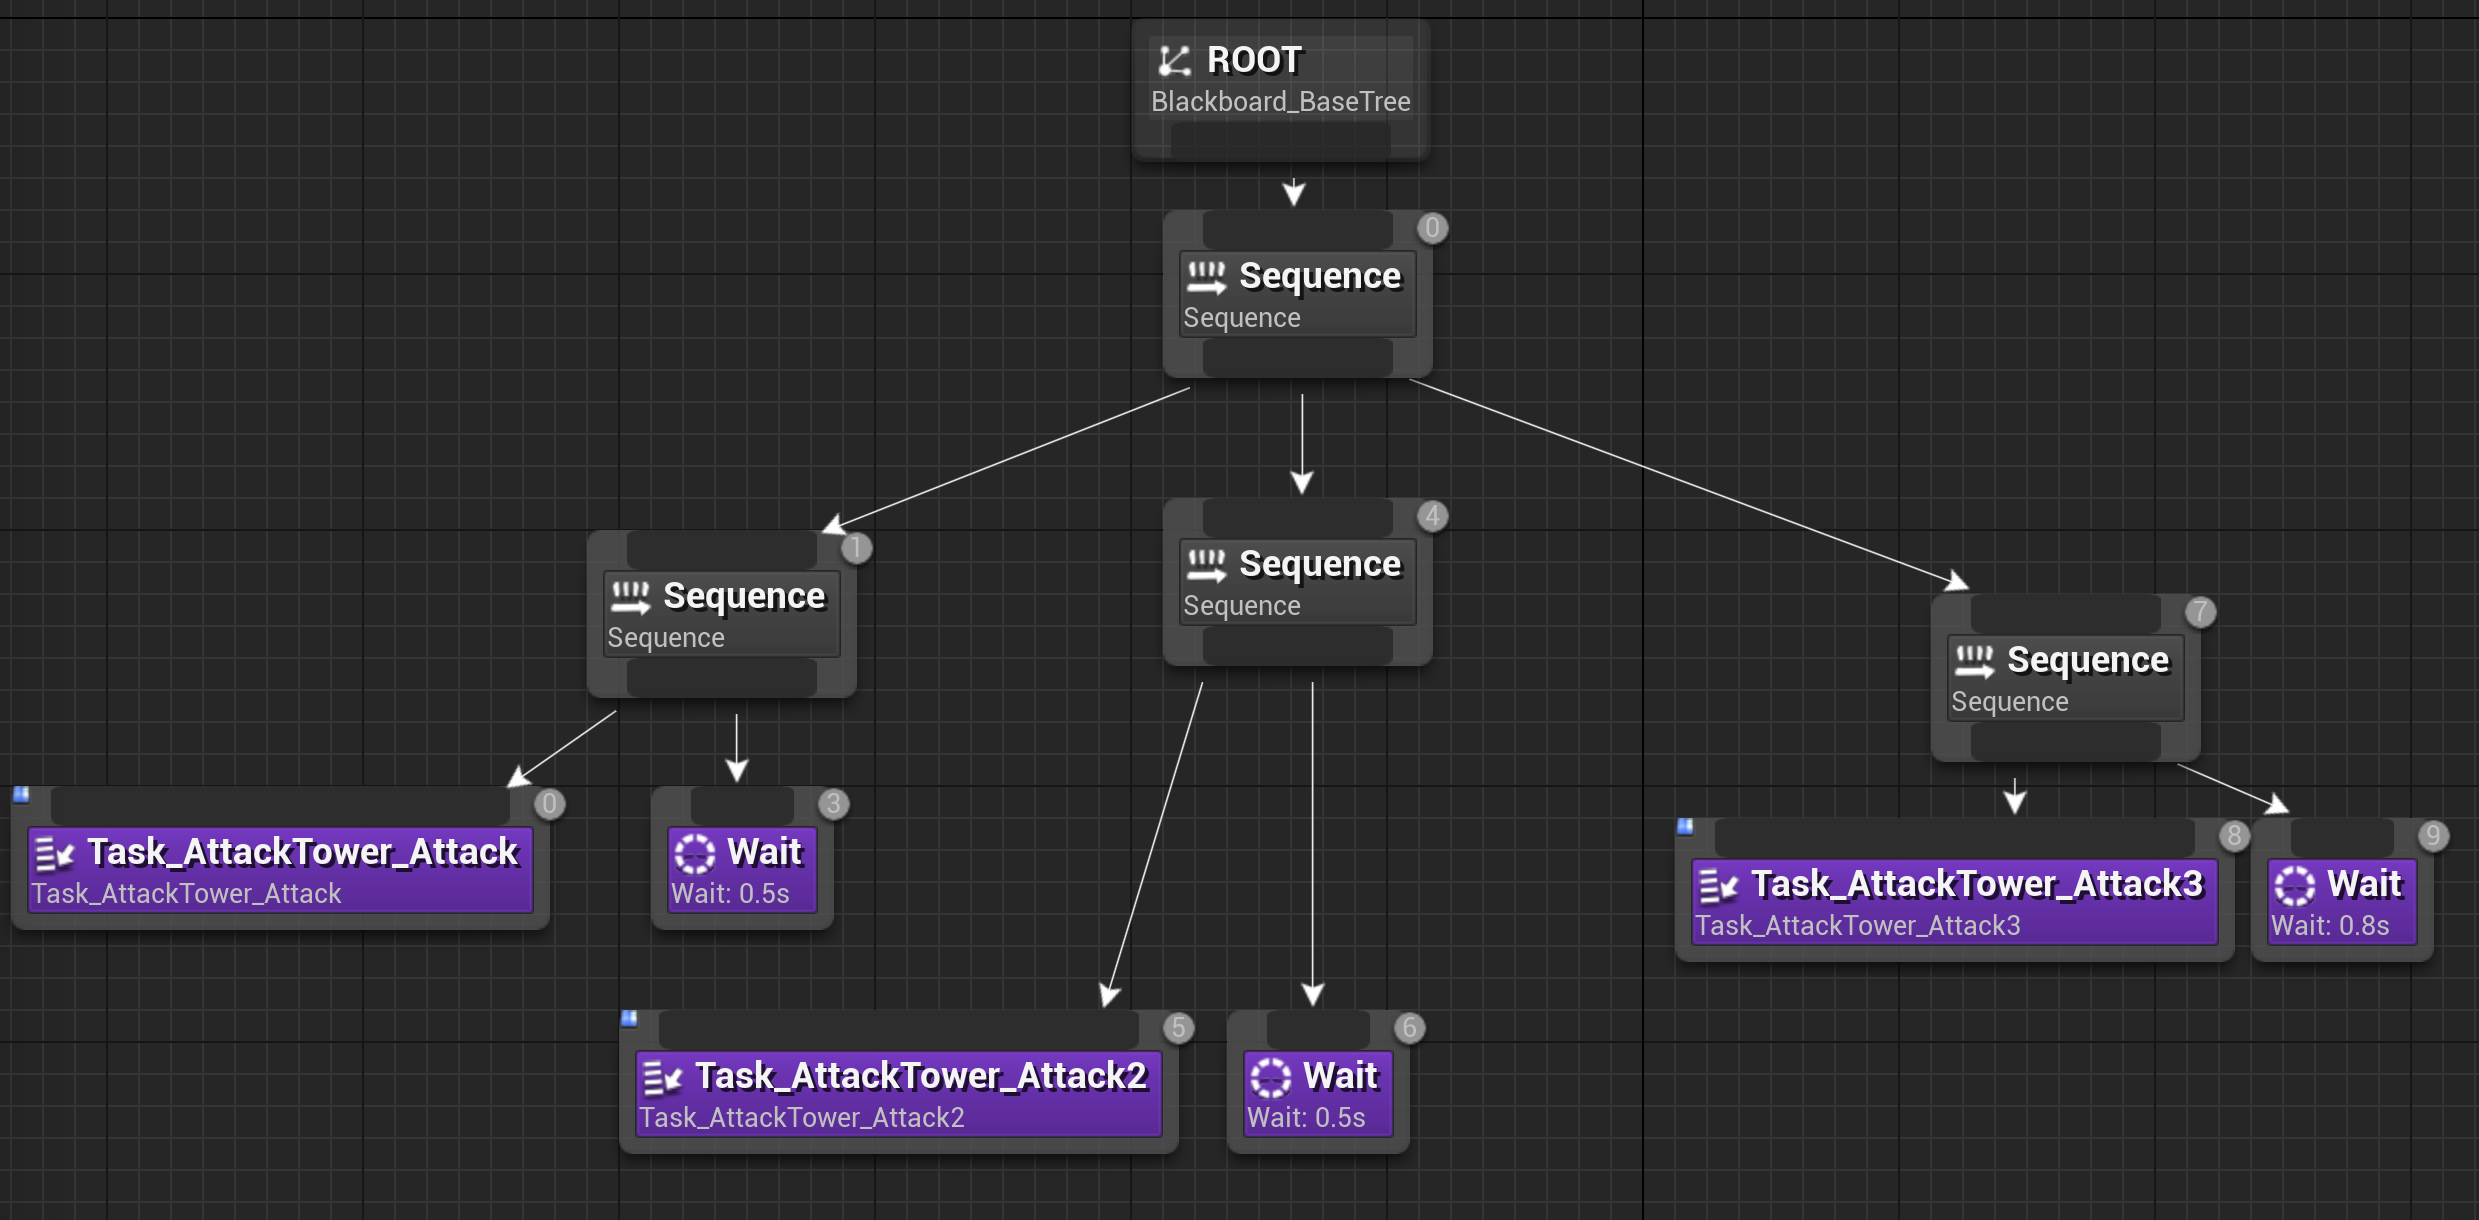 ROOT
Blackboard_BaseTree
0
Sequence
Sequence
1
Sequence
Sequence
4
Sequence
Sequence
7
Sequence
Sequence
0
Task_AttackTower_Attack
Task_AttackTower_Attack
3
Wait
Wait: 0.5s
5
Task_AttackTower_Attack2
Task_AttackTower_Attack2
6
Wait
Wait: 0.5s
8
Task_AttackTower_Attack3
Task_AttackTower_Attack3
9
Wait
Wait: 0.8s